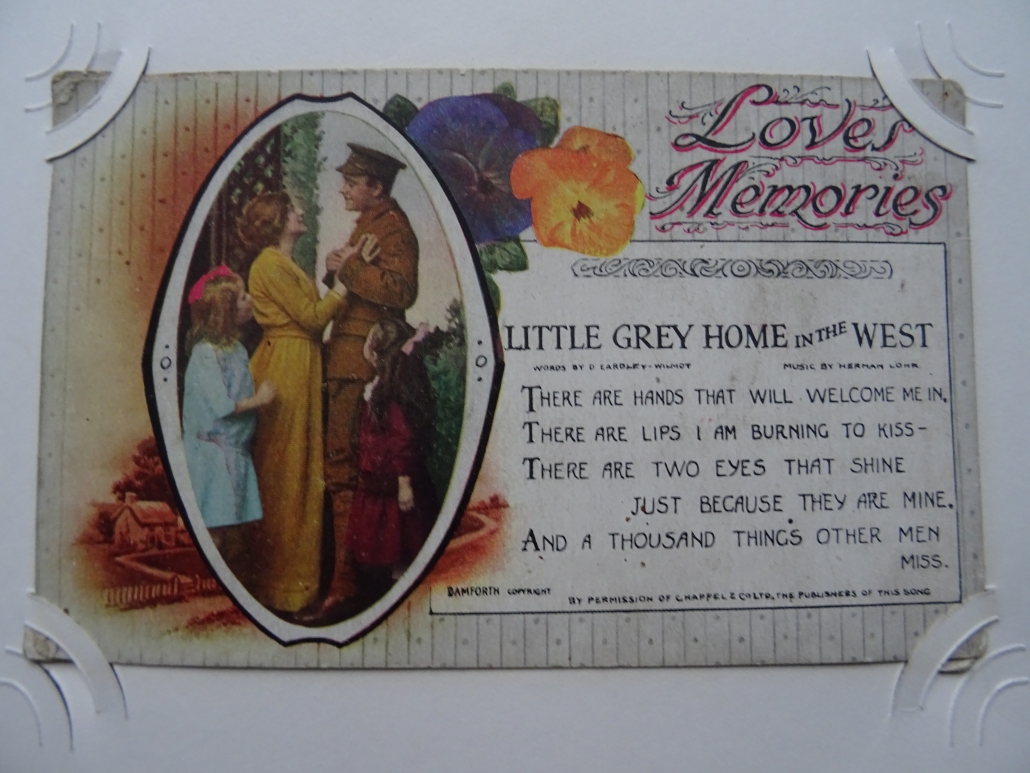 Loves
Memories
LITTLE GREY HOME IN THE WEST
WORDS BY D EARDLEY-WILMOT MUSIC BY HERMAN LOHR.
THERE ARE HANDS THAT WILL WELCOME ME IN.
THERE ARE LIPS I AM BURNING TO KISS-
THERE ARE TWO EYES THAT SHINE
JUST BECAUSE THEY ARE MINE.
AND A THOUSAND THINGS OTHER MEN
MISS.
BAMFORTH COPYRIGHT
BY PERMISSION OF CHAPPEL & CO LTD, THE PUBLISHERS OF THIS SONG